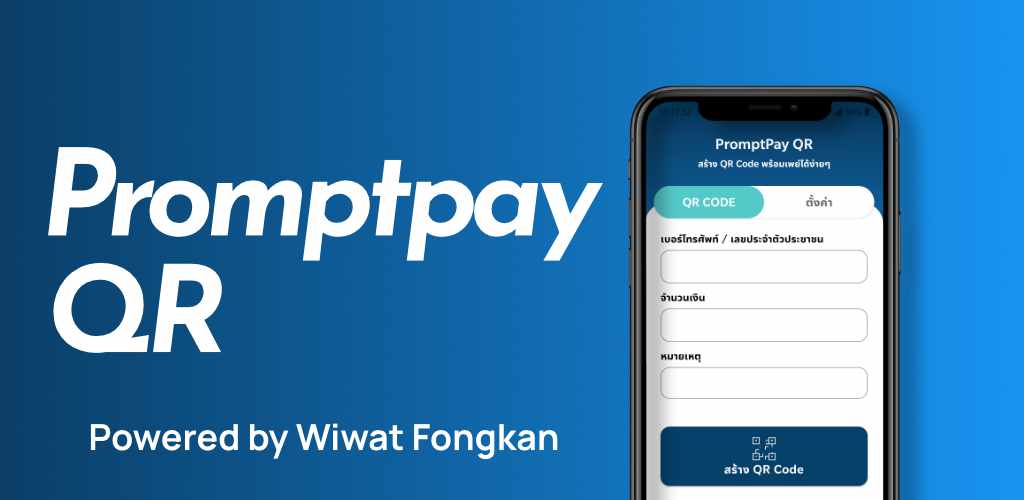 Promptpay
QR
Powered by Wiwat Fongkan
PromptPay QR
สร้าง QR Code พร้อมเพย์ได้ง่ายๆ
QR CODE
ตั้งค่า
เบอร์โทรศัพท์ / เลขประจำตัวประชาชน
จำนวนเงิน
หมายเหตุ
สร้าง QR Code